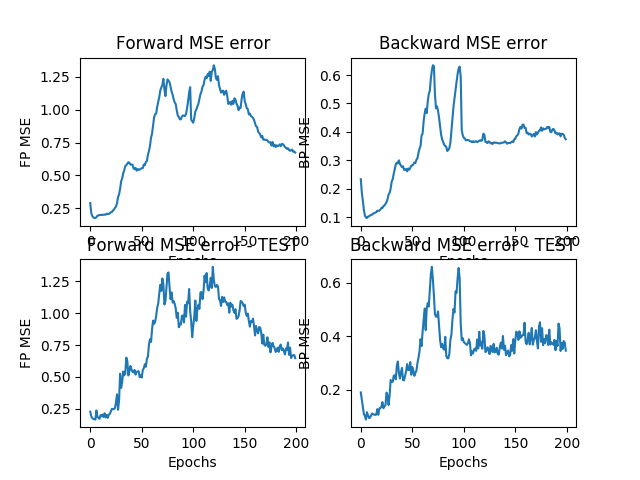 Forward MSE error
Backward MSE error
FP MSE
1.25
1.00
0.75
0.50
0.25
0 50 100 150 200
Epochs
BP MSE
0.6
0.5
0.4
0.3
0.2
0.1
0 50 100 150 200
Epochs
Forward MSE error - TEST
Backward MSE error - TEST
FP MSE
1.25
1.00
0.75
0.50
0.25
0 50 100 150 200
Epochs
BP MSE
0.6
0.4
0.2
0 50 100 150 200
Epochs